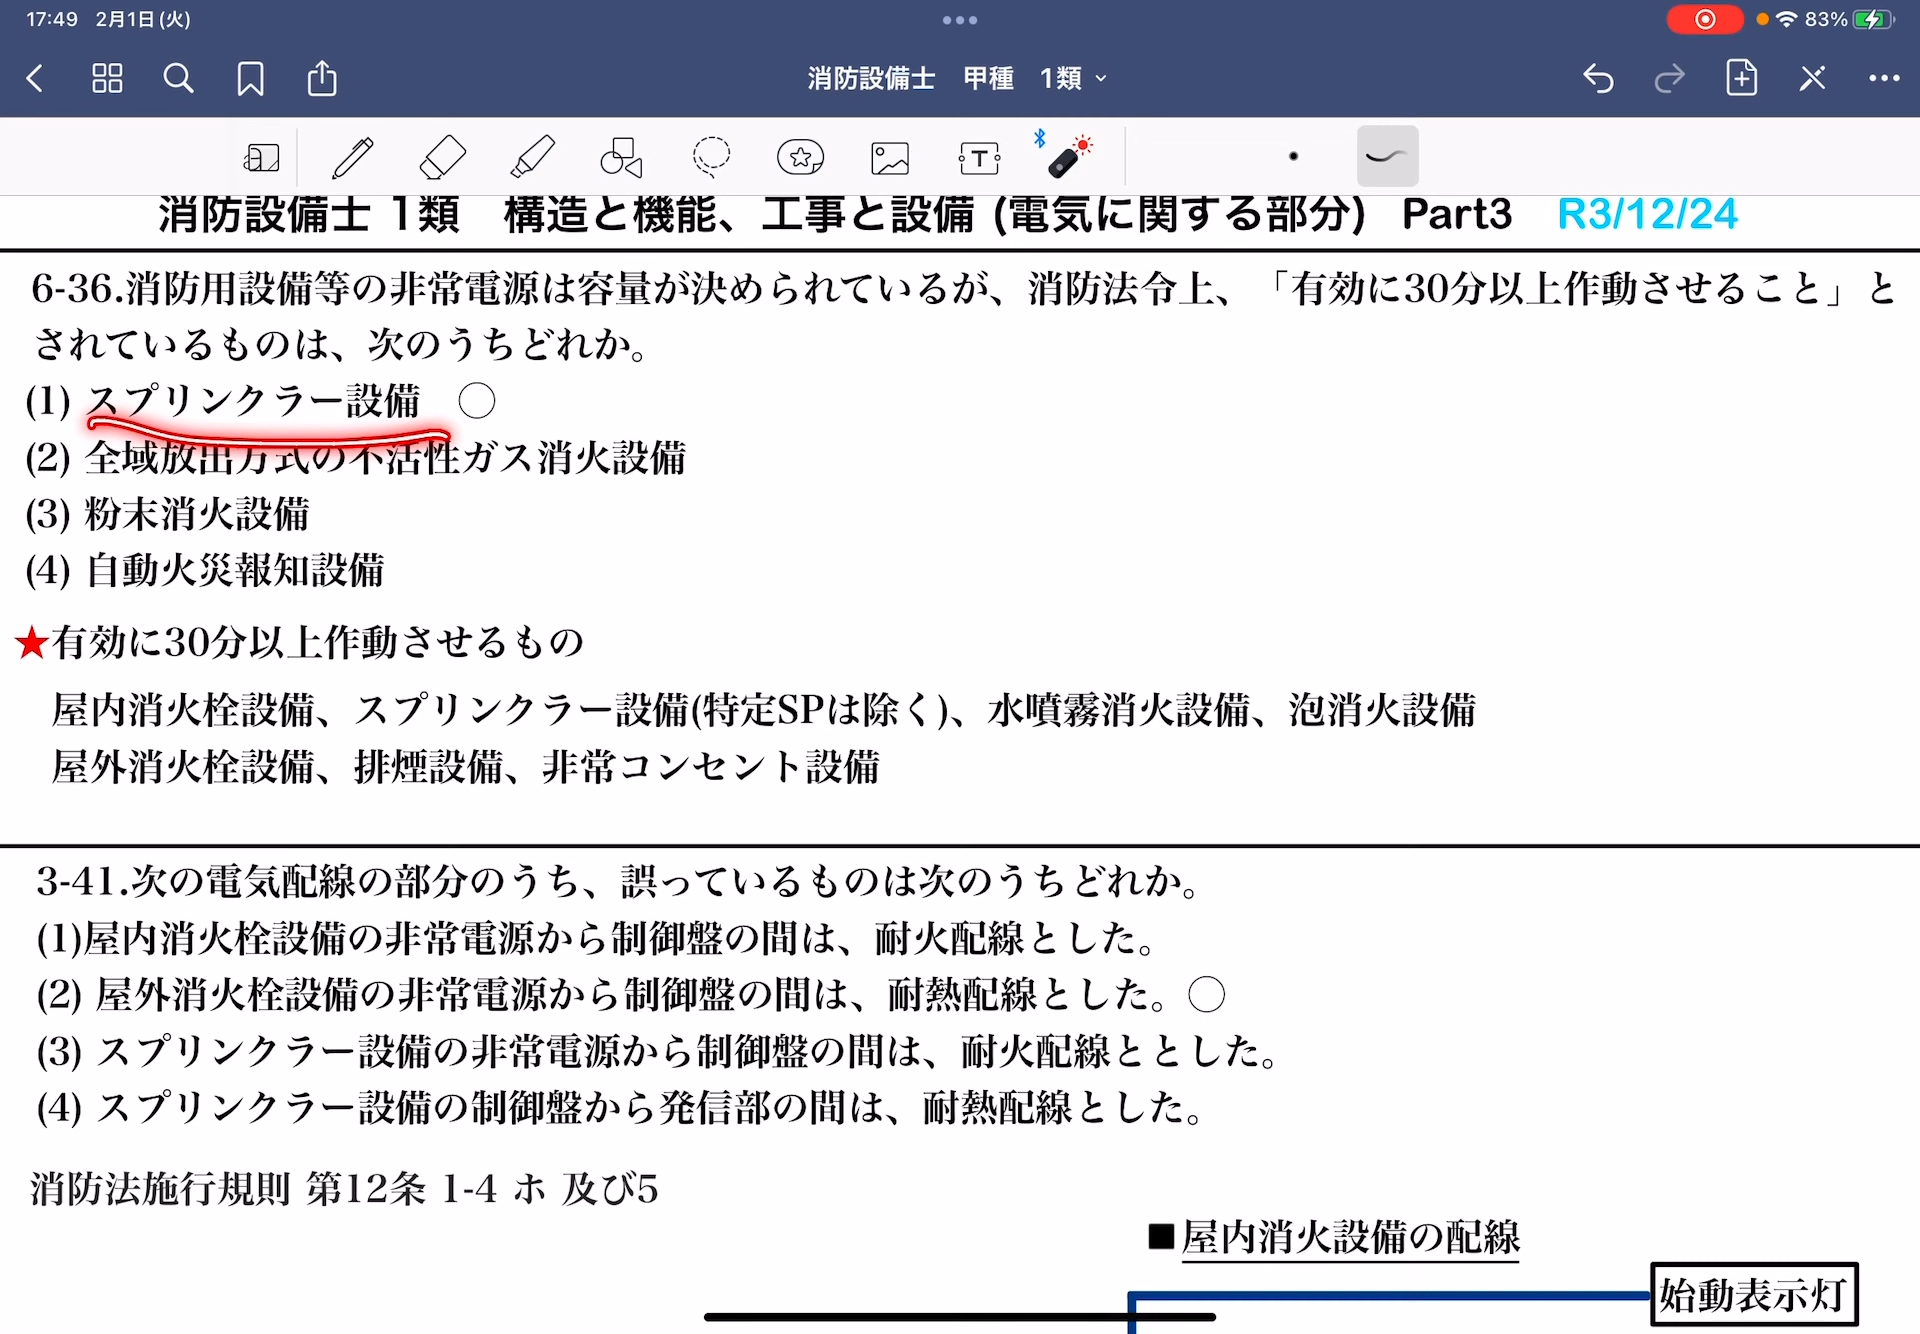 17:49 2月1日(火)
83%
消防設備士 甲種 1類
消防設備士 1類 構造と機能、工事と設備 (電気に関する部分) Part3 R3/12/24
6-36.消防用設備等の非常電源は容量が決められているが、消防法令上、「有効に30分以上作動させること」と
されているものは、次のうちどれか。
(1) スプリンクラー設備 ○
(2) 全域放出方式の不活性ガス消火設備
(3) 粉末消火設備
(4) 自動火災報知設備
★有効に30分以上作動させるもの
屋内消火栓設備、スプリンクラー設備(特定SPは除く)、水噴霧消火設備、泡消火設備
屋外消火栓設備、排煙設備、非常コンセント設備
3-41.次の電気配線の部分のうち、誤っているものは次のうちどれか。
(1)屋内消火栓設備の非常電源から制御盤の間は、耐火配線とした。
(2) 屋外消火栓設備の非常電源から制御盤の間は、耐熱配線とした。○
(3) スプリンクラー設備の非常電源から制御盤の間は、耐火配線ととした。
(4) スプリンクラー設備の制御盤から発信部の間は、耐熱配線とした。
消防法施行規則 第12条 1-4 ホ 及び5
■屋内消火設備の配線
始動表示灯